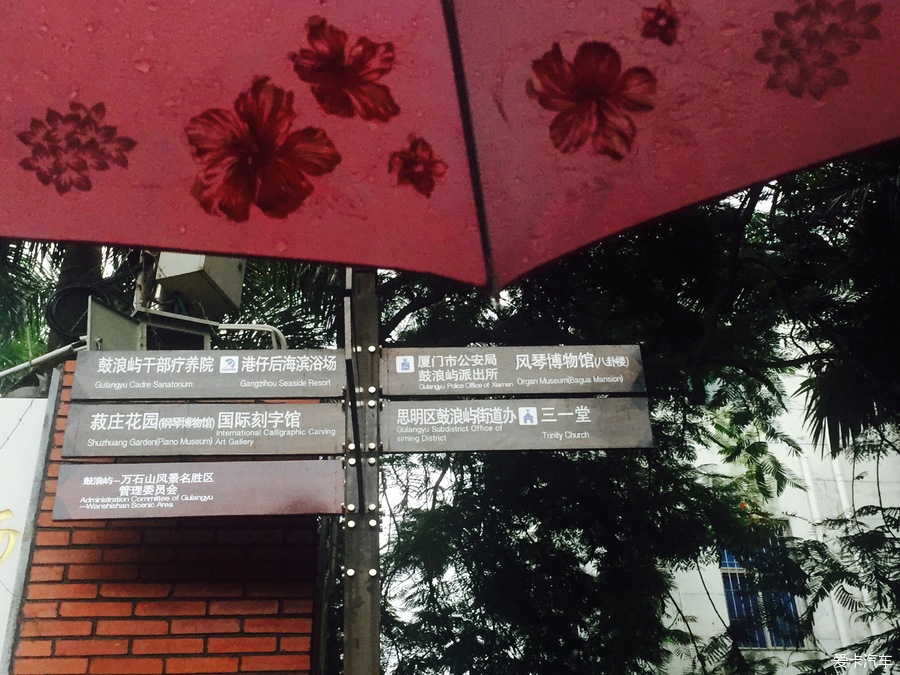 鼓浪屿干部疗养院 港仔后海滨浴场
Gulangyu Cadre Sanatorium Gangzihou Seaside Resort
菽庄花园(钢琴博物馆) 国际刻字馆
Shuzhuang Garden(Piano Museum) International Calligraphic Carving
Art Gallery
鼓浪屿–万石山风景名胜区
管理委员会
Administration Committee of Gulangyu
—Wanshishan Scenic Area
厦门市公安局 风琴博物馆(八卦楼)
鼓浪屿派出所
Gulangyu Police Office of Xiamen Organ Museum(Bagua Mansion)
思明区鼓浪屿街道办 三一堂
Gulangyu Subdistrict Office of
siming District Trinity Church
爱卡汽车